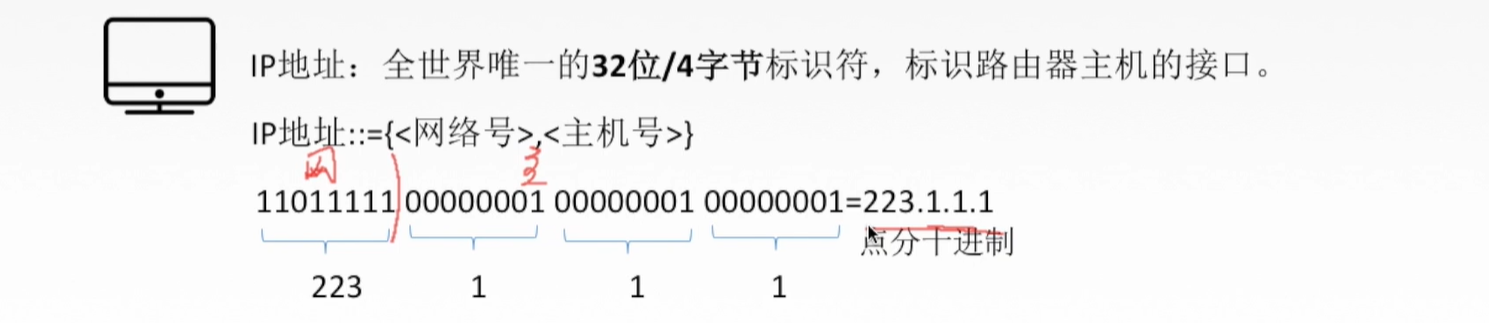 IP地址：全世界唯一的32位/4字节标识符，标识路由器主机的接口。
IP地址::={<网络号>,<主机号>}
网 主
11011111 00000001 00000001 00000001=223.1.1.1
点分十进制
223 1 1 1